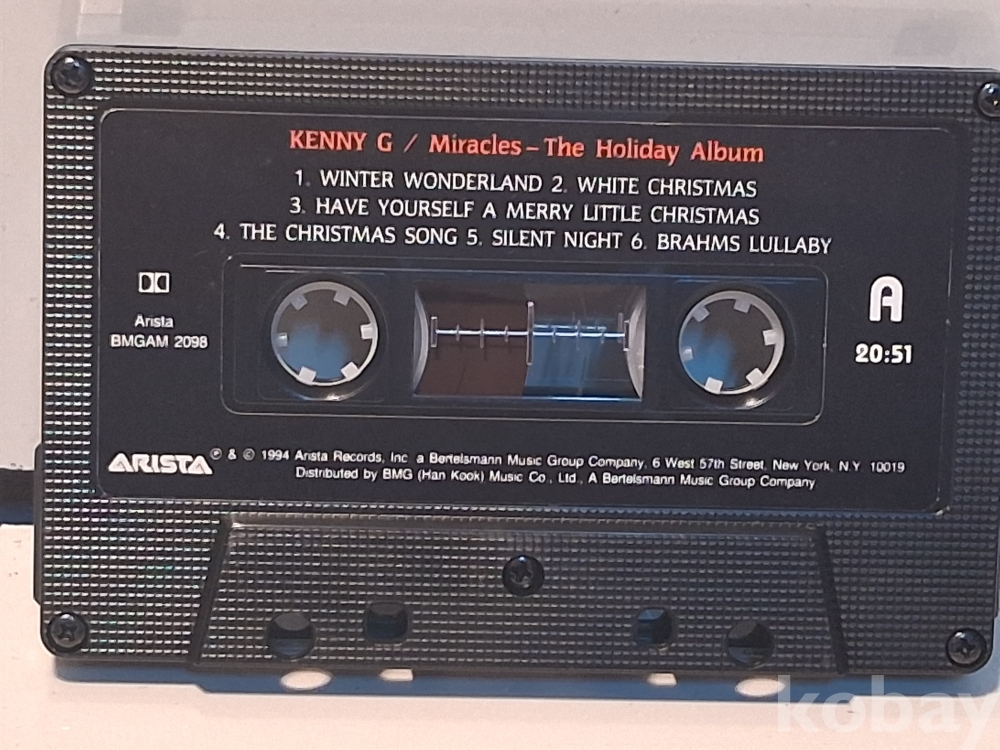 KENNY G / Miracles – The Holiday Album
1. WINTER WONDERLAND 2. WHITE CHRISTMAS
3. HAVE YOURSELF A MERRY LITTLE CHRISTMAS
4. THE CHRISTMAS SONG 5. SILENT NIGHT 6. BRAHMS LULLABY
Arista
BMGAM 2098
A
20:51
ARISTA ℗ & © 1994 Arista Records, Inc. a Bertelsmann Music Group Company, 6 West 57th Street, New York, N.Y. 10019
Distributed by BMG (Han Kook) Music Co., Ltd., A Bertelsmann Music Group Company
kobay